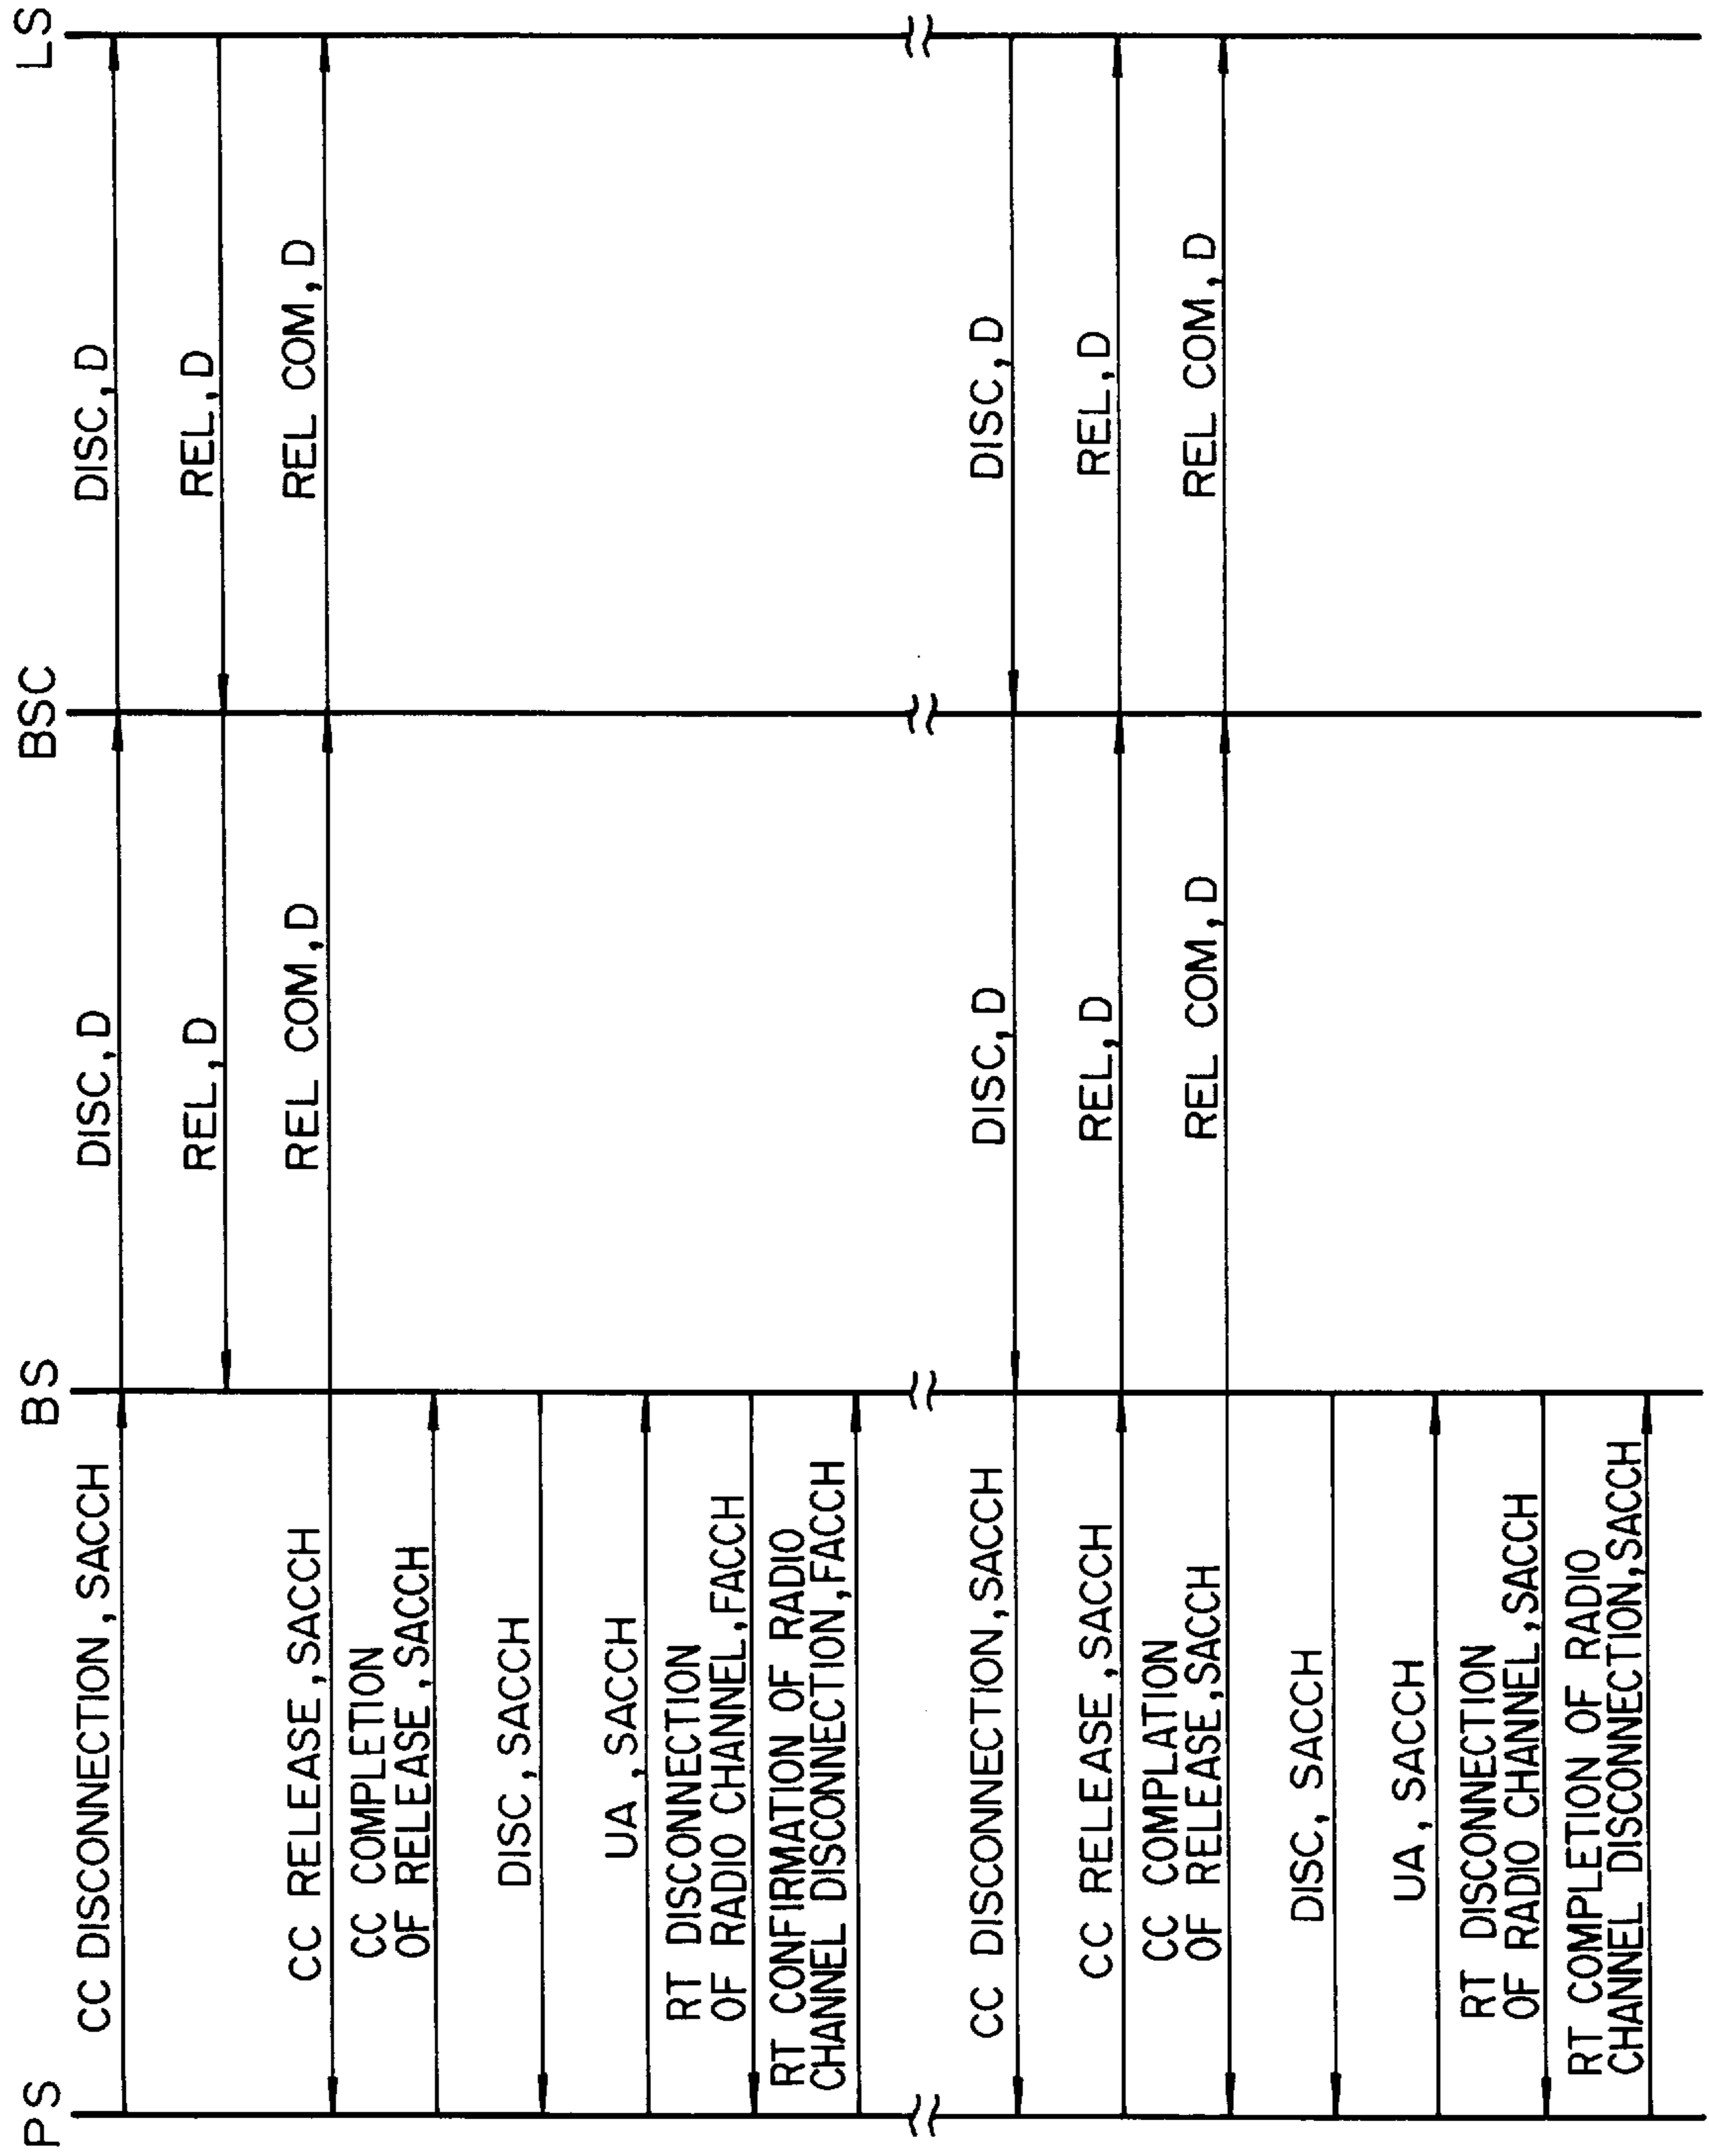 PS
BS
BSC
LS
CC DISCONNECTION, SACCH
DISC, D
DISC, D
REL, D
REL, D
CC RELEASE, SACCH
REL COM, D
REL COM, D
CC COMPLETION
OF RELEASE, SACCH
DISC, SACCH
UA, SACCH
RT DISCONNECTION
OF RADIO CHANNEL, FACCH
RT CONFIRMATION OF RADIO
CHANNEL DISCONNECTION, FACCH
CC DISCONNECTION, SACCH
DISC, D
DISC, D
CC RELEASE, SACCH
REL, D
REL, D
CC COMPLATION
OF RELEASE, SACCH
REL COM, D
REL COM, D
DISC, SACCH
UA, SACCH
RT DISCONNECTION
OF RADIO CHANNEL, SACCH
RT COMPLETION OF RADIO
CHANNEL DISCONNECTION, SACCH